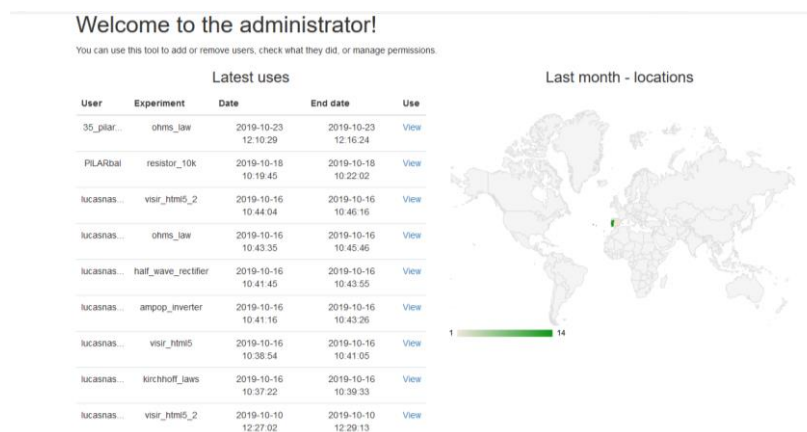 Welcome to the administrator!
You can use this tool to add or remove users, check what they did, or manage permissions.
Latest uses
User Experiment Date End date Use
35_pilar... ohms_law 2019-10-23 12:10:29 2019-10-23 12:16:24 View
PILARbal resistor_10k 2019-10-18 10:19:45 2019-10-18 10:22:02 View
lucasnas... visir_html5_2 2019-10-16 10:44:04 2019-10-16 10:46:16 View
lucasnas... ohms_law 2019-10-16 10:43:35 2019-10-16 10:45:46 View
lucasnas... half_wave_rectifier 2019-10-16 10:41:45 2019-10-16 10:43:55 View
lucasnas... ampop_inverter 2019-10-16 10:41:16 2019-10-16 10:43:26 View
lucasnas... visir_html5 2019-10-16 10:38:54 2019-10-16 10:41:05 View
lucasnas... kirchhoff_laws 2019-10-16 10:37:22 2019-10-16 10:39:33 View
lucasnas... visir_html5_2 2019-10-10 12:27:02 2019-10-10 12:29:13 View
Last month - locations
1 14